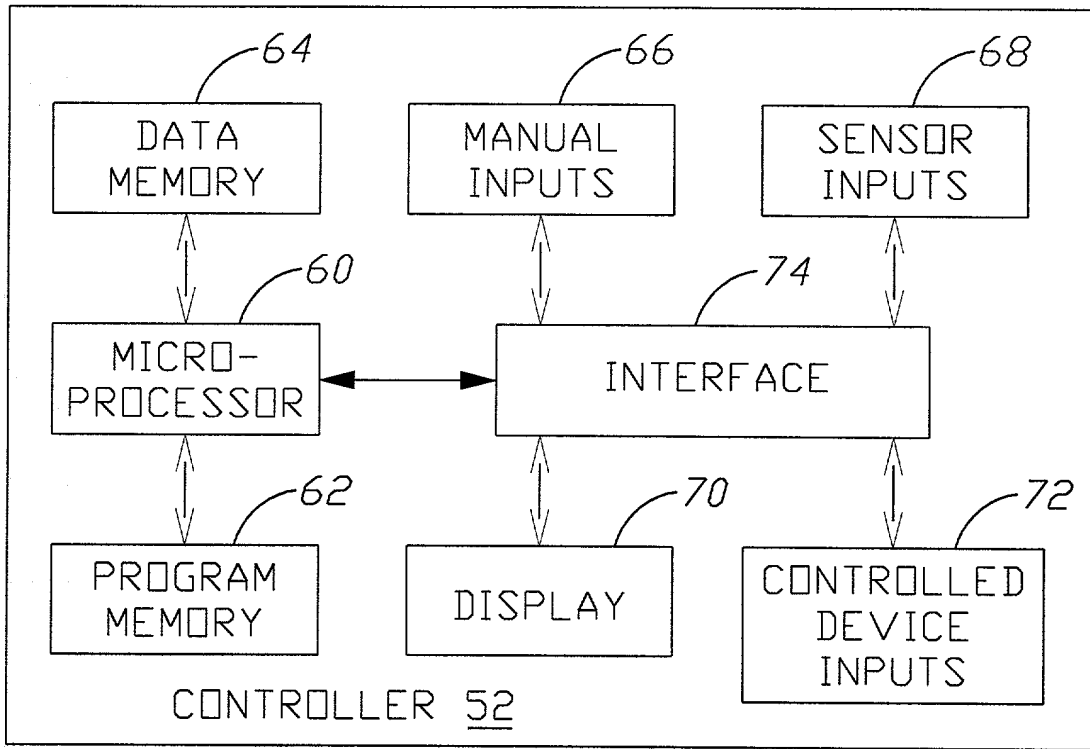 64
66
68
DATA
MEMORY
MANUAL
INPUTS
SENSOR
INPUTS
60
74
MICRO-
PROCESSOR
INTERFACE
62
70
72
PROGRAM
MEMORY
DISPLAY
CONTROLLED
DEVICE
INPUTS
CONTROLLER 52